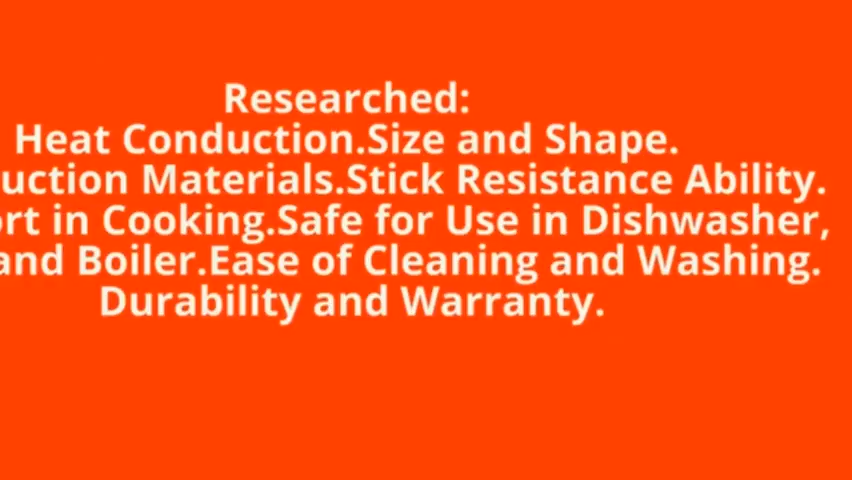 Researched:
Heat Conduction.Size and Shape.
uction Materials.Stick Resistance Ability.
ort in Cooking.Safe for Use in Dishwasher,
and Boiler.Ease of Cleaning and Washing.
Durability and Warranty.